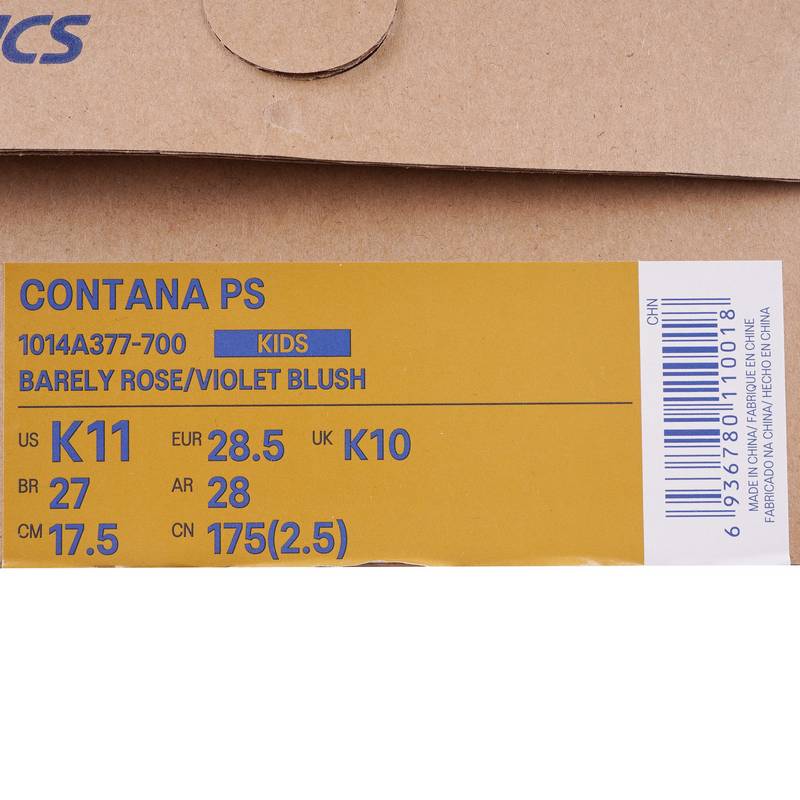 ICS
CONTANA PS
1014A377-700 KIDS
BARELY ROSE/VIOLET BLUSH
US K11 EUR 28.5 UK K10
BR 27 AR 28
CM 17.5 CN 175(2.5)
CHN
6 936780 110018
MADE IN CHINA/ FABRIQUE EN CHINE
FABRICADO NA CHINA/ HECHO EN CHINA